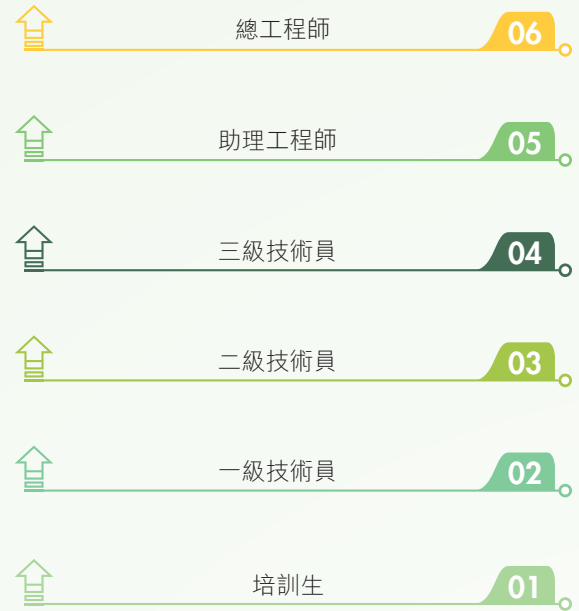 總工程師 06
助理工程師 05
三級技術員 04
二級技術員 03
一級技術員 02
培訓生 01